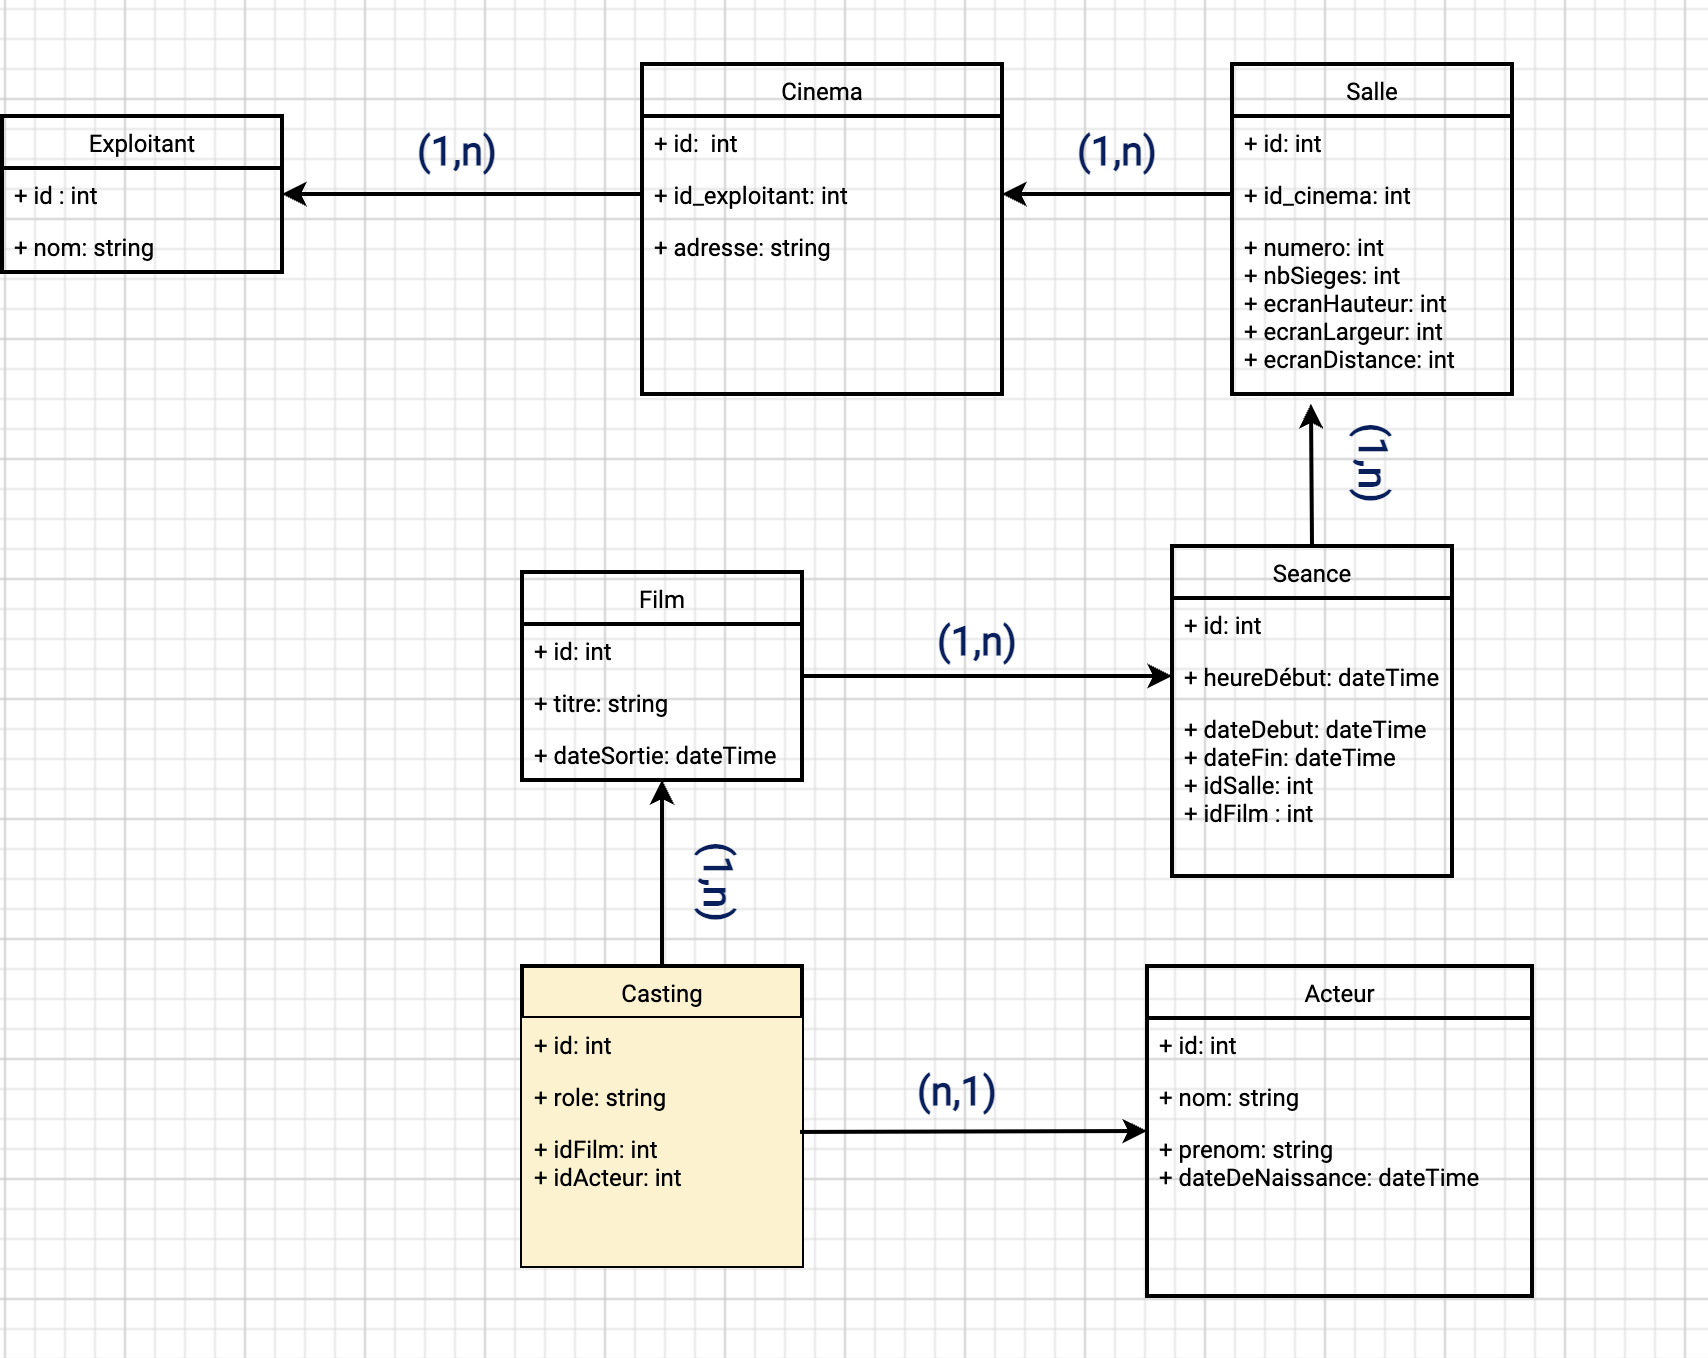 Exploitant
+ id : int
+ nom: string
(1,n)
Cinema
+ id:  int
+ id_exploitant: int
+ adresse: string
(1,n)
Salle
+ id: int
+ id_cinema: int
+ numero: int
+ nbSieges: int
+ ecranHauteur: int
+ ecranLargeur: int
+ ecranDistance: int
(1,n)
Film
+ id: int
+ titre: string
+ dateSortie: dateTime
(1,n)
Seance
+ id: int
+ heureDébut: dateTime
+ dateDebut: dateTime
+ dateFin: dateTime
+ idSalle: int
+ idFilm : int
(1,n)
Casting
+ id: int
+ role: string
+ idFilm: int
+ idActeur: int
(n,1)
Acteur
+ id: int
+ nom: string
+ prenom: string
+ dateDeNaissance: dateTime